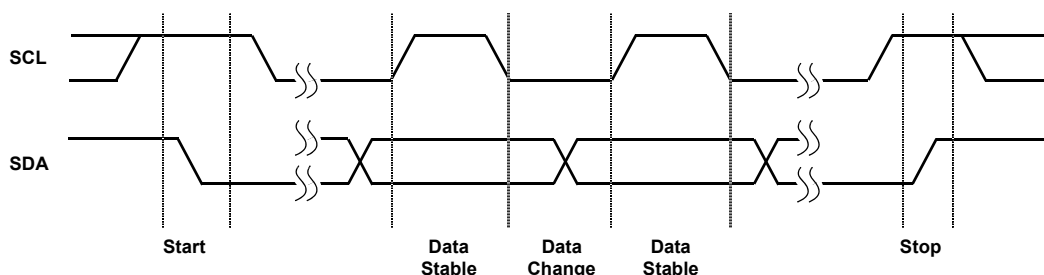 SCL
SDA
Start
Data
Stable
Data
Change
Data
Stable
Stop